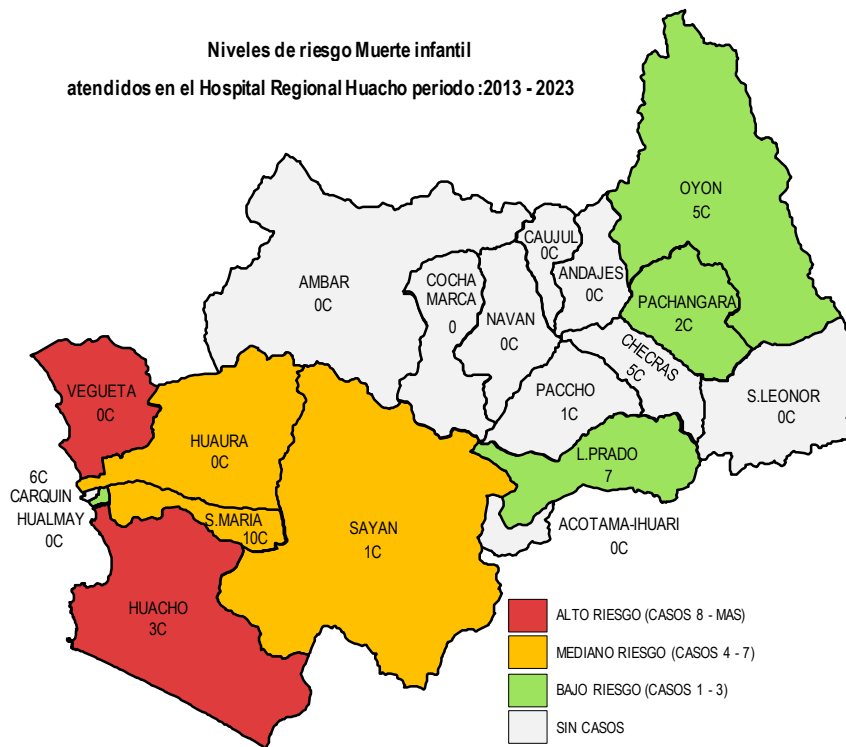 Niveles de riesgo Muerte infantil
atendidos en el Hospital Regional Huacho periodo :2013 - 2023
OYON
5C
CAUJUL
0C
ANDAJES
0C
AMBAR
0C
COCHA
MARCA
0
NAVAN
0C
PACHANGARA
2C
CHECRAS
5C
S.LEONOR
0C
PACCHO
1C
VEGUETA
0C
HUAURA
0C
L.PRADO
7
6C
CARQUIN
HUALMAY
0C
S.MARIA
10C
SAYAN
1C
ACOTAMA-IHUARI
0C
HUACHO
3C
ALTO RIESGO (CASOS 8 - MAS)
MEDIANO RIESGO (CASOS 4 - 7)
BAJO RIESGO (CASOS 1 - 3)
SIN CASOS